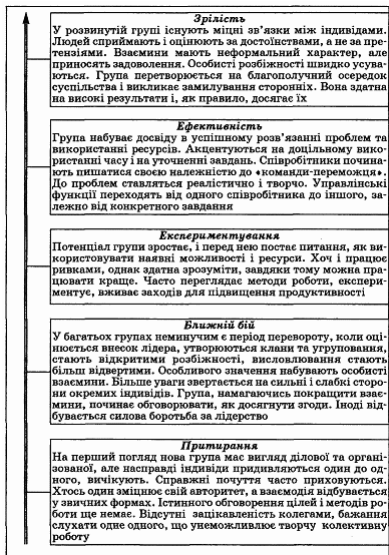 Зрілість
У розвинутій групі існують міцні зв'язки між індивідами.
Людей сприймають і оцінюють за достоїнствами, а не за пре-
тензіями. Взаємини мають неформальний характер, але
приносять задоволення. Особисті розбіжності швидко усува-
ються. Група перетворюється на благополучний осередок
суспільства і викликає замилування сторонніх. Вона здатна
на високі результати і, як правило, досягає їх
Ефективність
Група набуває досвіду в успішному розв'язанні проблем та
використанні ресурсів. Акцентуються на доцільному вико-
ристанні часу і на уточненні завдань. Співробітники почина-
ють пишатися своєю належністю до «команди-переможця».
До проблем ставляться реалістично і творчо. Управлінські
функції переходять від одного співробітника до іншого, за-
лежно від конкретного завдання
Експериментування
Потенціал групи зростає, і перед нею постає питання, як ви-
користовувати наявні можливості і ресурси. Хоч і працює
ривками, однак здатна зрозуміти, завдяки тому можна пра-
цювати краще. Часто переглядає методи роботи, експери-
ментує, вживає заходів для підвищення продуктивності
Ближній бій
У багатьох групах неминучим є період перевороту, коли оці-
нюється внесок лідера, утворюються клани та угруповання,
стають відкритими розбіжності, висловлювання стають
більш відвертими. Особливого значення набувають особисті
взаємини. Більше уваги звертається на сильні і слабкі сторо-
ни окремих індивідів. Група, намагаючись покращити взає-
мини, починає обговорювати, як досягнути згоди. Іноді від-
бувається силова боротьба за лідерство
Притирання
На перший погляд нова група має вигляд ділової та органі-
зованої, але насправді індивіди придивляються один до од-
ного, вичікують. Справжні почуття часто приховуються.
Хтось один зміцнює свій авторитет, а взаємодія відбувається
у звичних формах. Істинного обговорення цілей і методів ро-
боти ще немає. Відсутні зацікавленість колегами, бажання
слухати одне одного, що унеможливлює творчу колективну
роботу